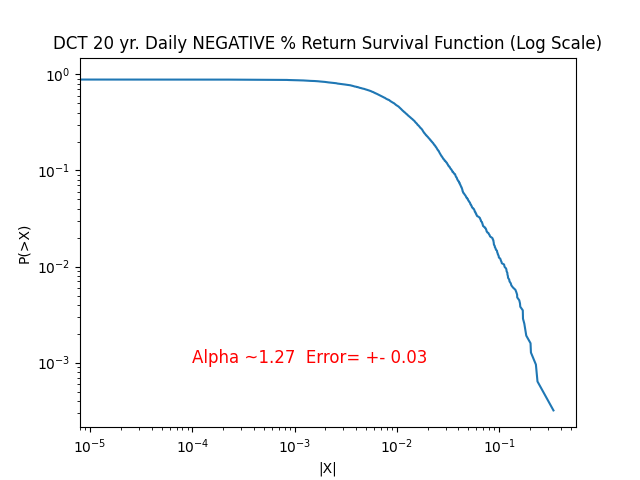 DCT 20 yr. Daily NEGATIVE % Return Survival Function (Log Scale)
10⁰
10⁻¹
10⁻²
10⁻³
P(>X)
Alpha ~1.27  Error= +- 0.03
10⁻⁵ 10⁻⁴ 10⁻³ 10⁻² 10⁻¹
|X|